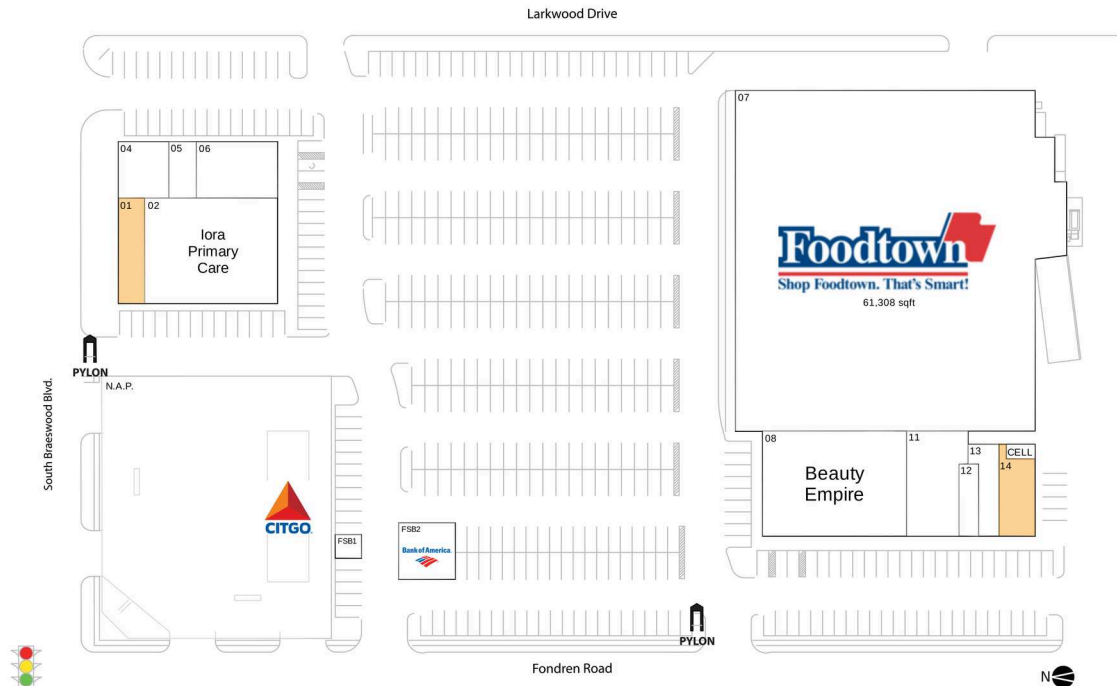 Larkwood Drive
07
04
05
06
01
02
Iora
Primary
Care
Foodtown
Shop Foodtown. That's Smart!
61,308 sqft
PYLON
N.A.P.
South Braeswood Blvd.
08
11
13
CELL
12
14
Beauty
Empire
CITGO
FSB1
FSB2
Bank of America
PYLON
Fondren Road
N